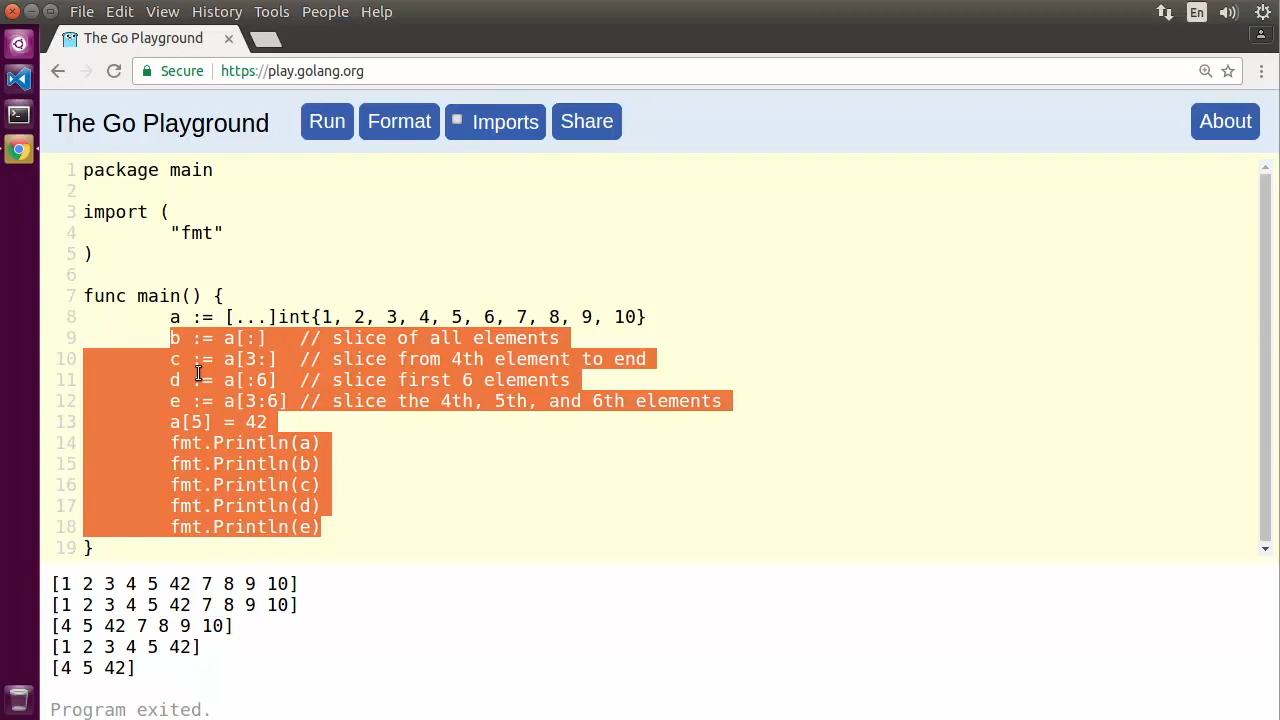 File Edit View History Tools People Help
En
The Go Playground
Secure https://play.golang.org
The Go Playground Run Format Imports Share About
1 package main
2
3 import (
4 "fmt"
5 )
6
7 func main() {
8 a := [...]int{1, 2, 3, 4, 5, 6, 7, 8, 9, 10}
9 b := a[:] // slice of all elements
10 c := a[3:] // slice from 4th element to end
11 d := a[:6] // slice first 6 elements
12 e := a[3:6] // slice the 4th, 5th, and 6th elements
13 a[5] = 42
14 fmt.Println(a)
15 fmt.Println(b)
16 fmt.Println(c)
17 fmt.Println(d)
18 fmt.Println(e)
19 }
[1 2 3 4 5 42 7 8 9 10]
[1 2 3 4 5 42 7 8 9 10]
[4 5 42 7 8 9 10]
[1 2 3 4 5 42]
[4 5 42]
Program exited.